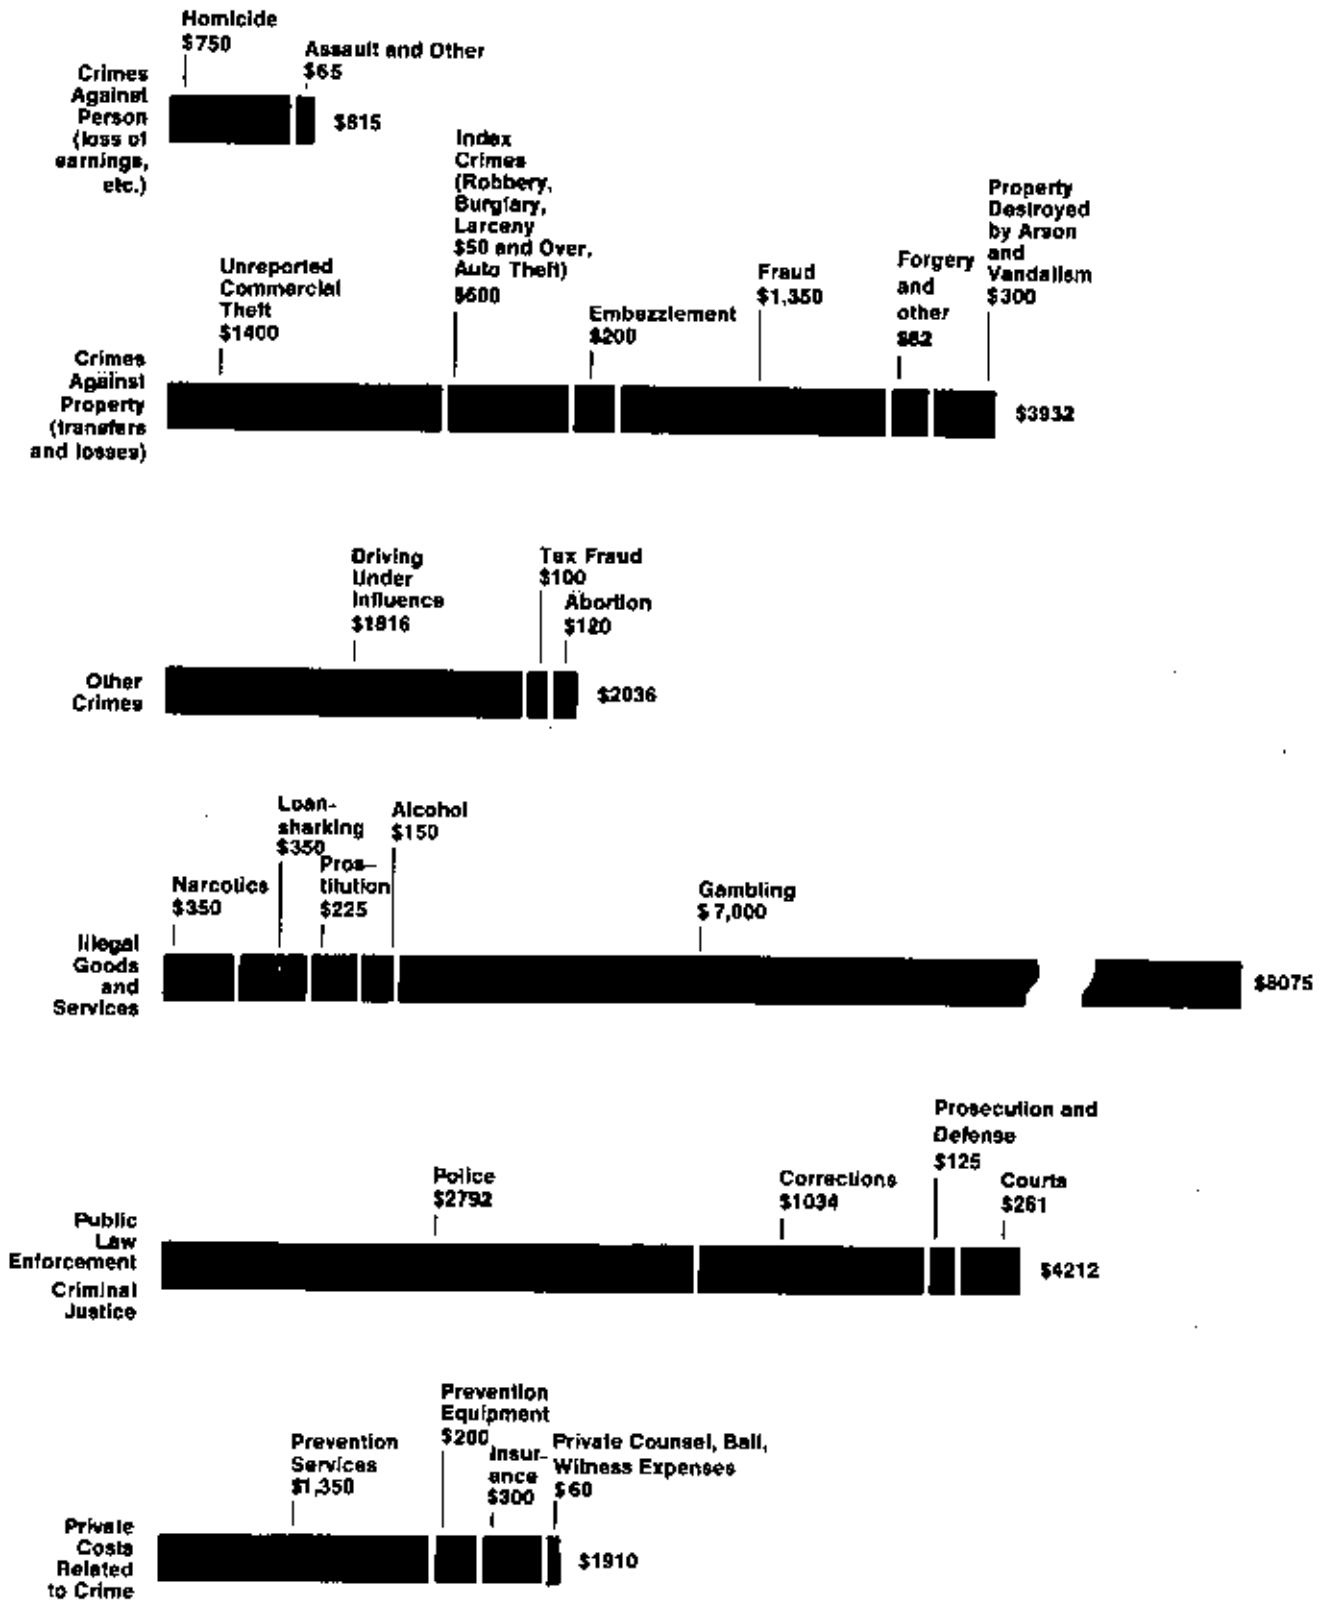 Homicide
$750
Assault and Other
$65
Crimes
Against
Person
(loss of
earnings,
etc.)
$815
Unreported
Commercial
Theft
$1400
Index
Crimes
(Robbery,
Burglary,
Larceny
$50 and Over,
Auto Theft)
$600
Embezzlement
$200
Fraud
$1,350
Forgery
and
other
$82
Property
Destroyed
by Arson
and
Vandalism
$300
Crimes
Against
Property
(transfers
and losses)
$3932
Driving
Under
Influence
$1816
Tax Fraud
$100
Abortion
$120
Other
Crimes
$2036
Narcotics
$350
Loan-
sharking
$350
Pros-
titution
$225
Alcohol
$150
Gambling
$7,000
Illegal
Goods
and
Services
$8075
Police
$2792
Corrections
$1034
Prosecution and
Defense
$125
Courts
$261
Public
Law
Enforcement
Criminal
Justice
$4212
Prevention
Services
$1,350
Prevention
Equipment
$200
Insur-
ance
$300
Private Counsel, Bail,
Witness Expenses
$60
Private
Costs
Related
to Crime
$1910